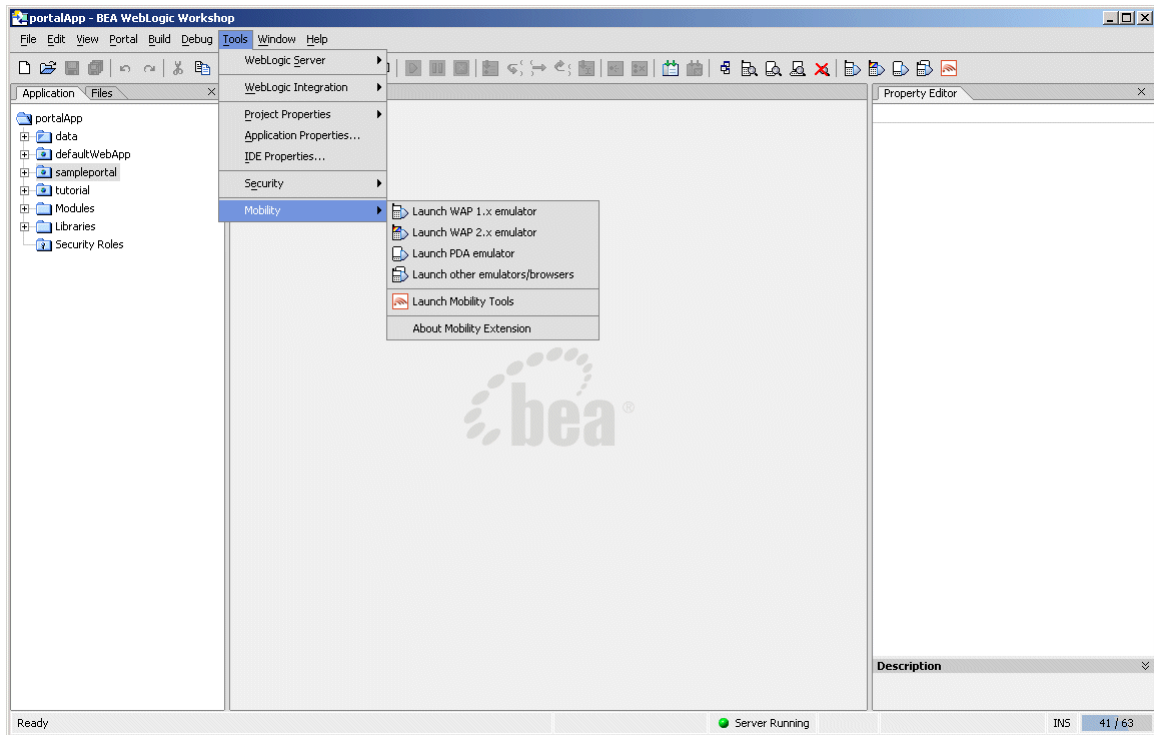 portalApp - BEA WebLogic Workshop
File Edit View Portal Build Debug Tools Window Help
Application Files
Property Editor
portalApp
data
defaultWebApp
sampleportal
tutorial
Modules
Libraries
Security Roles
WebLogic Server
WebLogic Integration
Project Properties
Application Properties...
IDE Properties...
Security
Mobility
Launch WAP 1.x emulator
Launch WAP 2.x emulator
Launch PDA emulator
Launch other emulators/browsers
Launch Mobility Tools
About Mobility Extension
bea®
Description
Ready
Server Running
INS
41 / 63